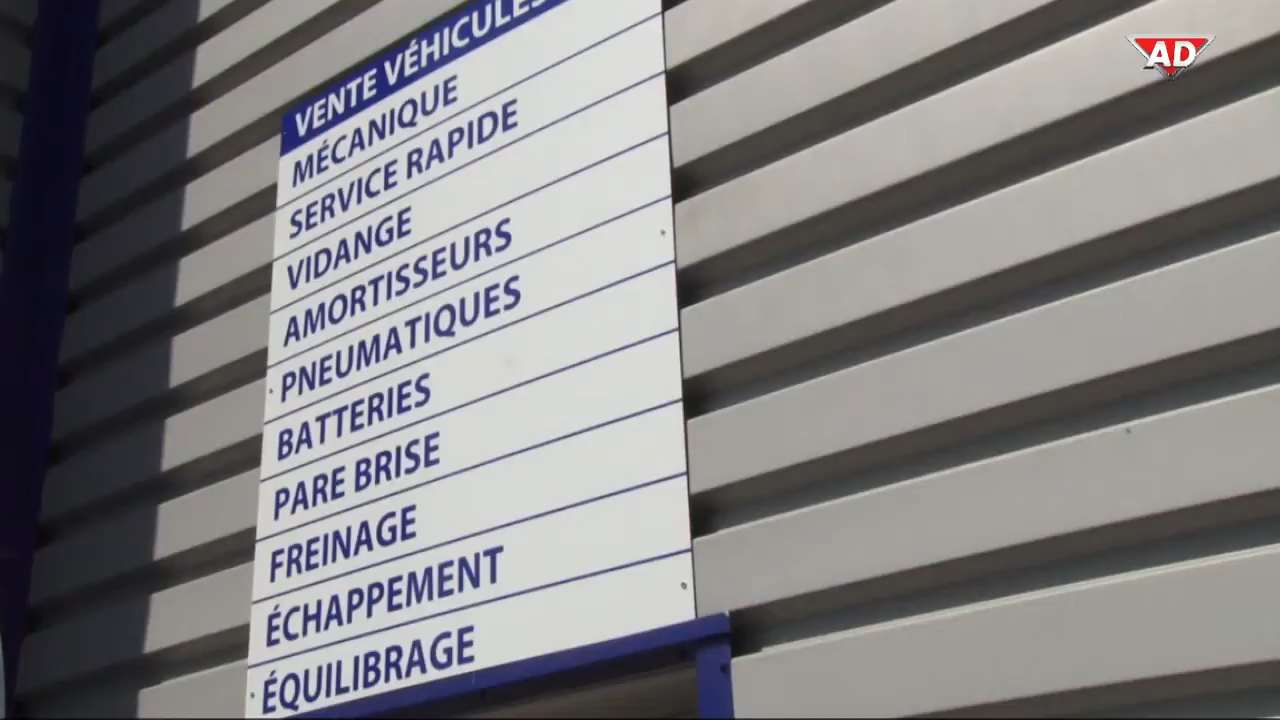 VENTE VÉHICULES
MÉCANIQUE
SERVICE RAPIDE
VIDANGE
AMORTISSEURS
PNEUMATIQUES
BATTERIES
PARE BRISE
FREINAGE
ÉCHAPPEMENT
ÉQUILIBRAGE
AD